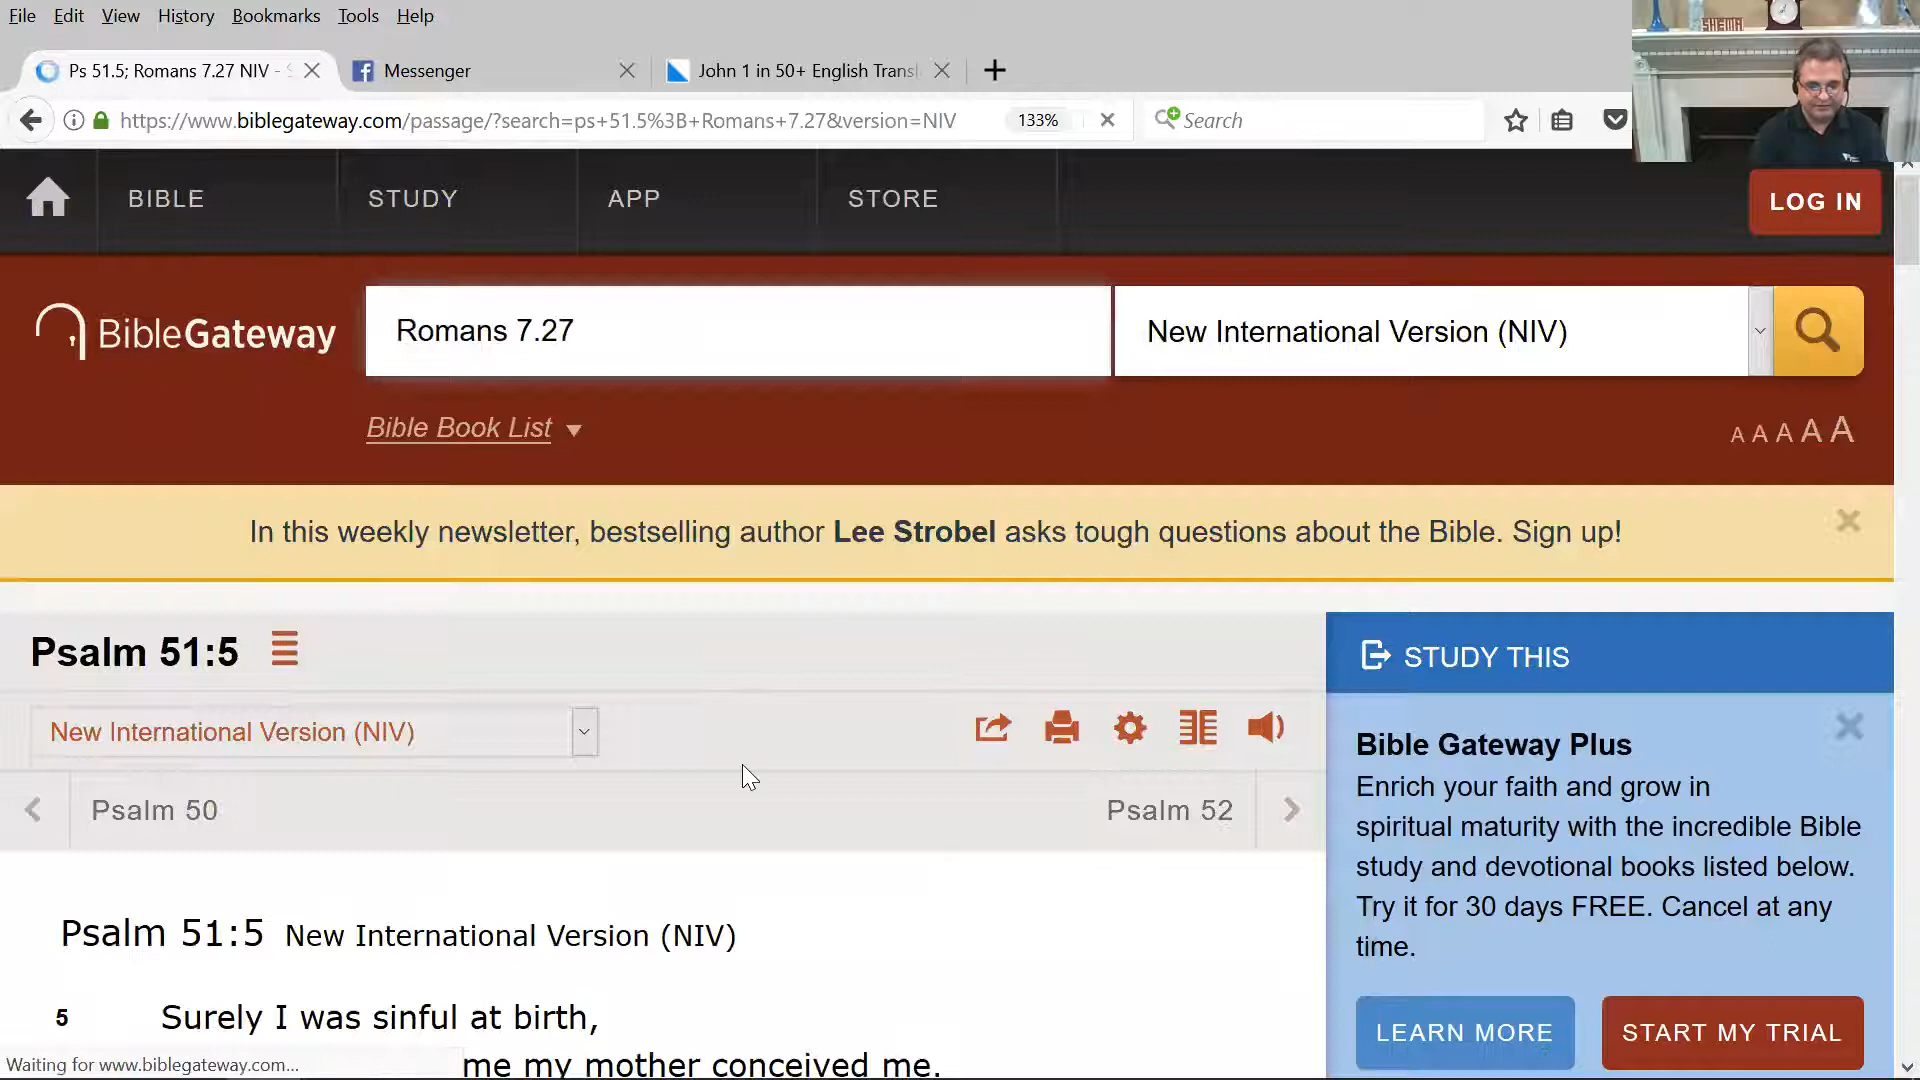 File Edit View History Bookmarks Tools Help
Ps 51.5; Romans 7.27 NIV -
Messenger
John 1 in 50+ English Transl
https://www.biblegateway.com/passage/?search=ps+51.5%3B+Romans+7.27&version=NIV
133%
Search
SHEMA
BIBLE STUDY APP STORE
LOG IN
BibleGateway
Romans 7.27
New International Version (NIV)
Bible Book List
A A A A A
In this weekly newsletter, bestselling author Lee Strobel asks tough questions about the Bible. Sign up!
Psalm 51:5
New International Version (NIV)
Psalm 50
Psalm 52
Psalm 51:5 New International Version (NIV)
5 Surely I was sinful at birth,
me my mother conceived me.
STUDY THIS
Bible Gateway Plus
Enrich your faith and grow in
spiritual maturity with the incredible Bible
study and devotional books listed below.
Try it for 30 days FREE. Cancel at any
time.
LEARN MORE
START MY TRIAL
Waiting for www.biblegateway.com...